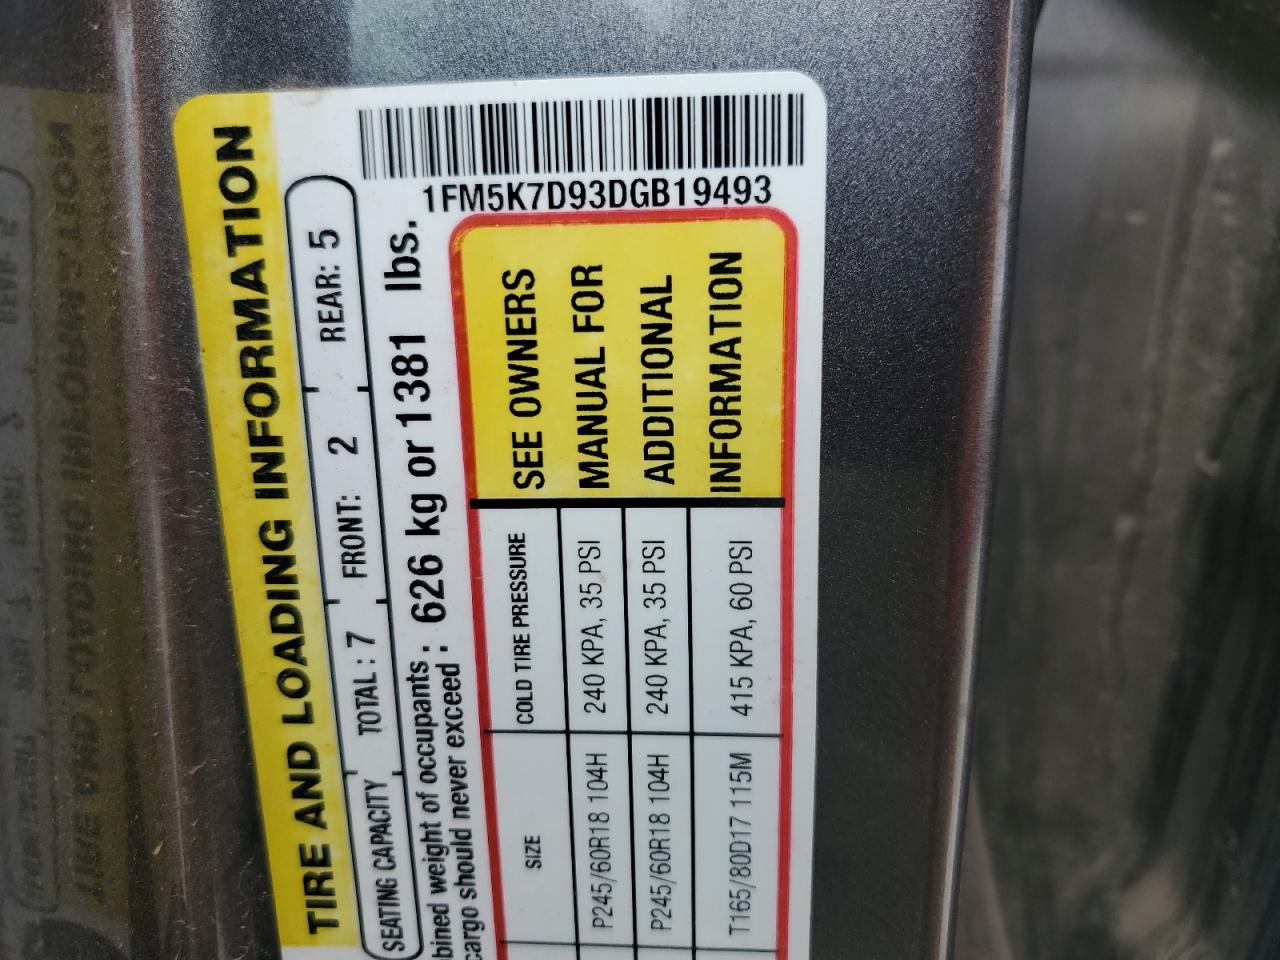 1FM5K7D93DGB19493
TIRE AND LOADING INFORMATION
SEATING CAPACITY TOTAL: 7 FRONT: 2 REAR: 5
bined weight of occupants
cargo should never exceed : 626 kg or 1381 lbs.
SIZE COLD TIRE PRESSURE
P245/60R18 104H 240 KPA, 35 PSI
P245/60R18 104H 240 KPA, 35 PSI
T165/80D17 115M 415 KPA, 60 PSI
SEE OWNERS
MANUAL FOR
ADDITIONAL
INFORMATION